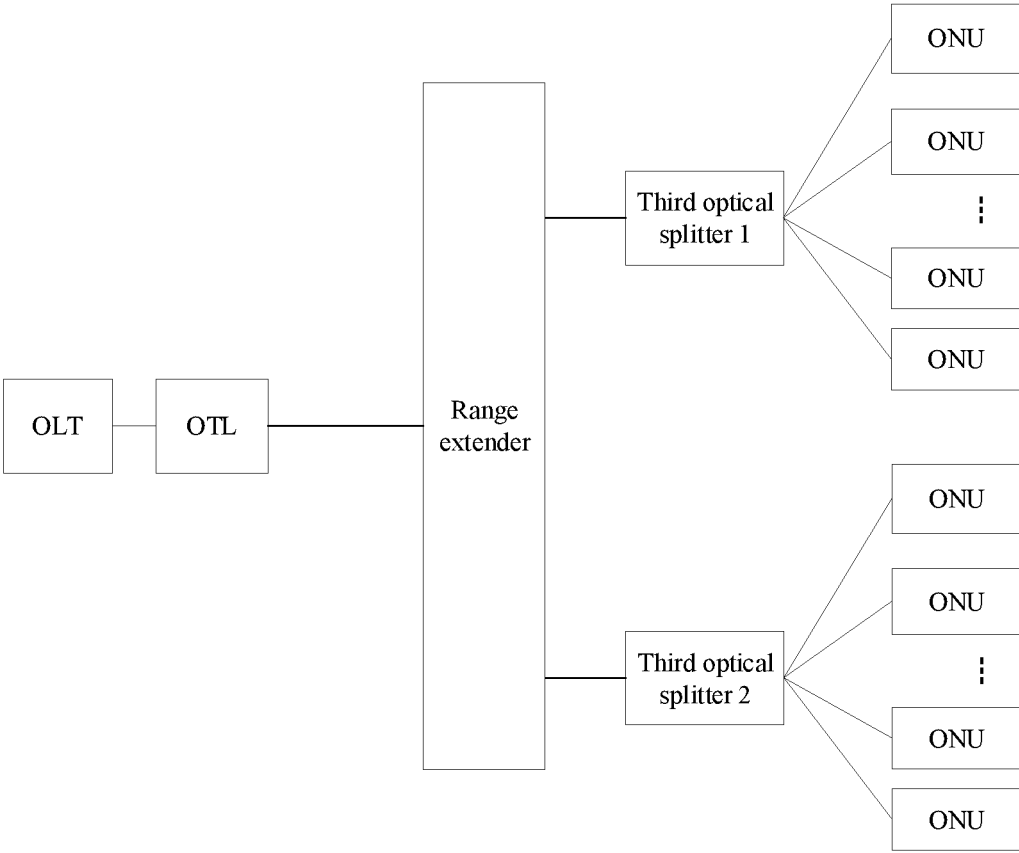 ONU
ONU
Third optical
splitter 1
ONU
ONU
OLT
OTL
Range
extender
ONU
ONU
Third optical
splitter 2
ONU
ONU